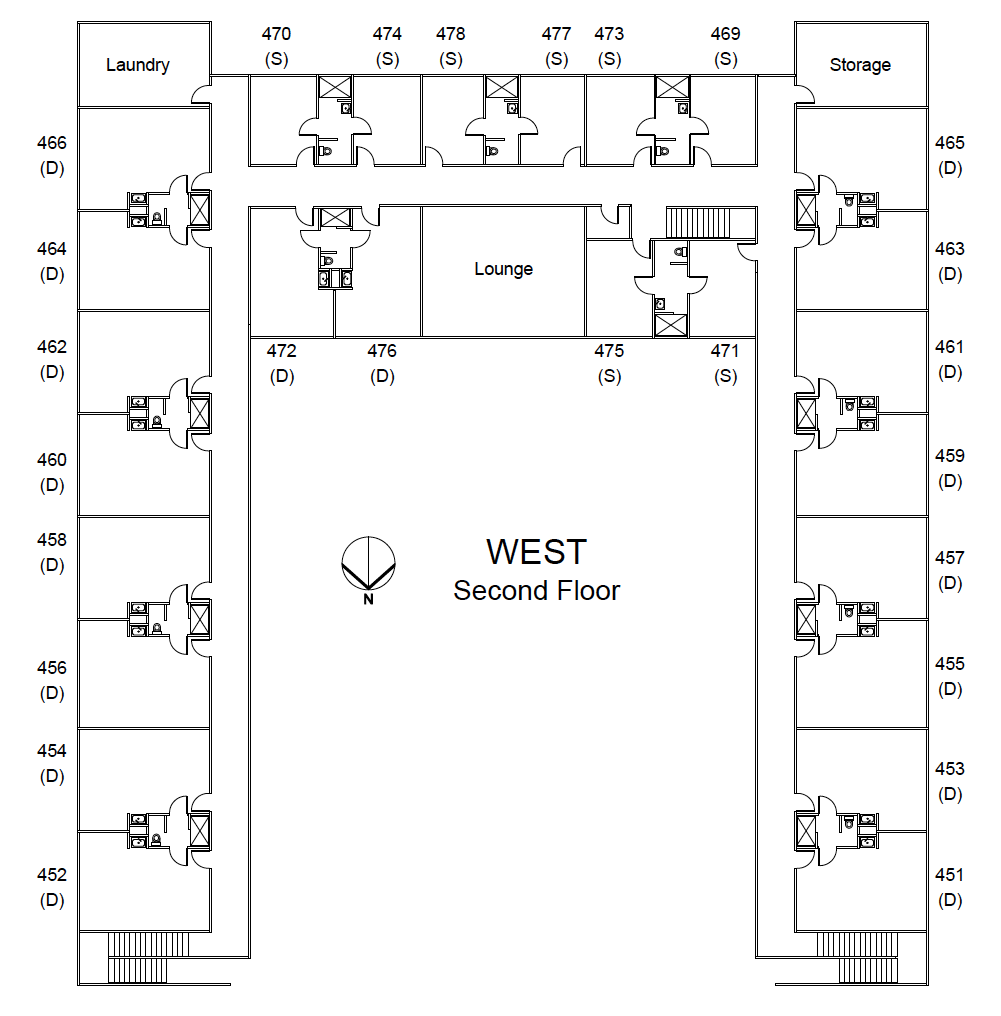 470 474 478 477 473 469
(S) (S) (S) (S) (S) (S)
Laundry
Storage
466
(D)
465
(D)
464
(D)
463
(D)
Lounge
462
(D)
461
(D)
472 476 475 471
(D) (D) (S) (S)
460
(D)
459
(D)
458
(D)
457
(D)
WEST
Second Floor
N
456
(D)
455
(D)
454
(D)
453
(D)
452
(D)
451
(D)